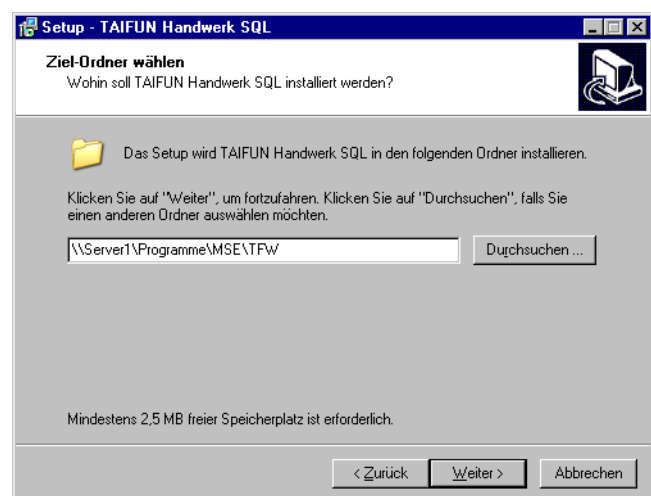 Setup - TAIFUN Handwerk SQL
Ziel-Ordner wählen
Wohin soll TAIFUN Handwerk SQL installiert werden?
Das Setup wird TAIFUN Handwerk SQL in den folgenden Ordner installieren.
Klicken Sie auf "Weiter", um fortzufahren. Klicken Sie auf "Durchsuchen", falls Sie
einen anderen Ordner auswählen möchten.
\\Server1\Programme\MSE\TFW
Durchsuchen ...
Mindestens 2,5 MB freier Speicherplatz ist erforderlich.
< Zurück
Weiter >
Abbrechen